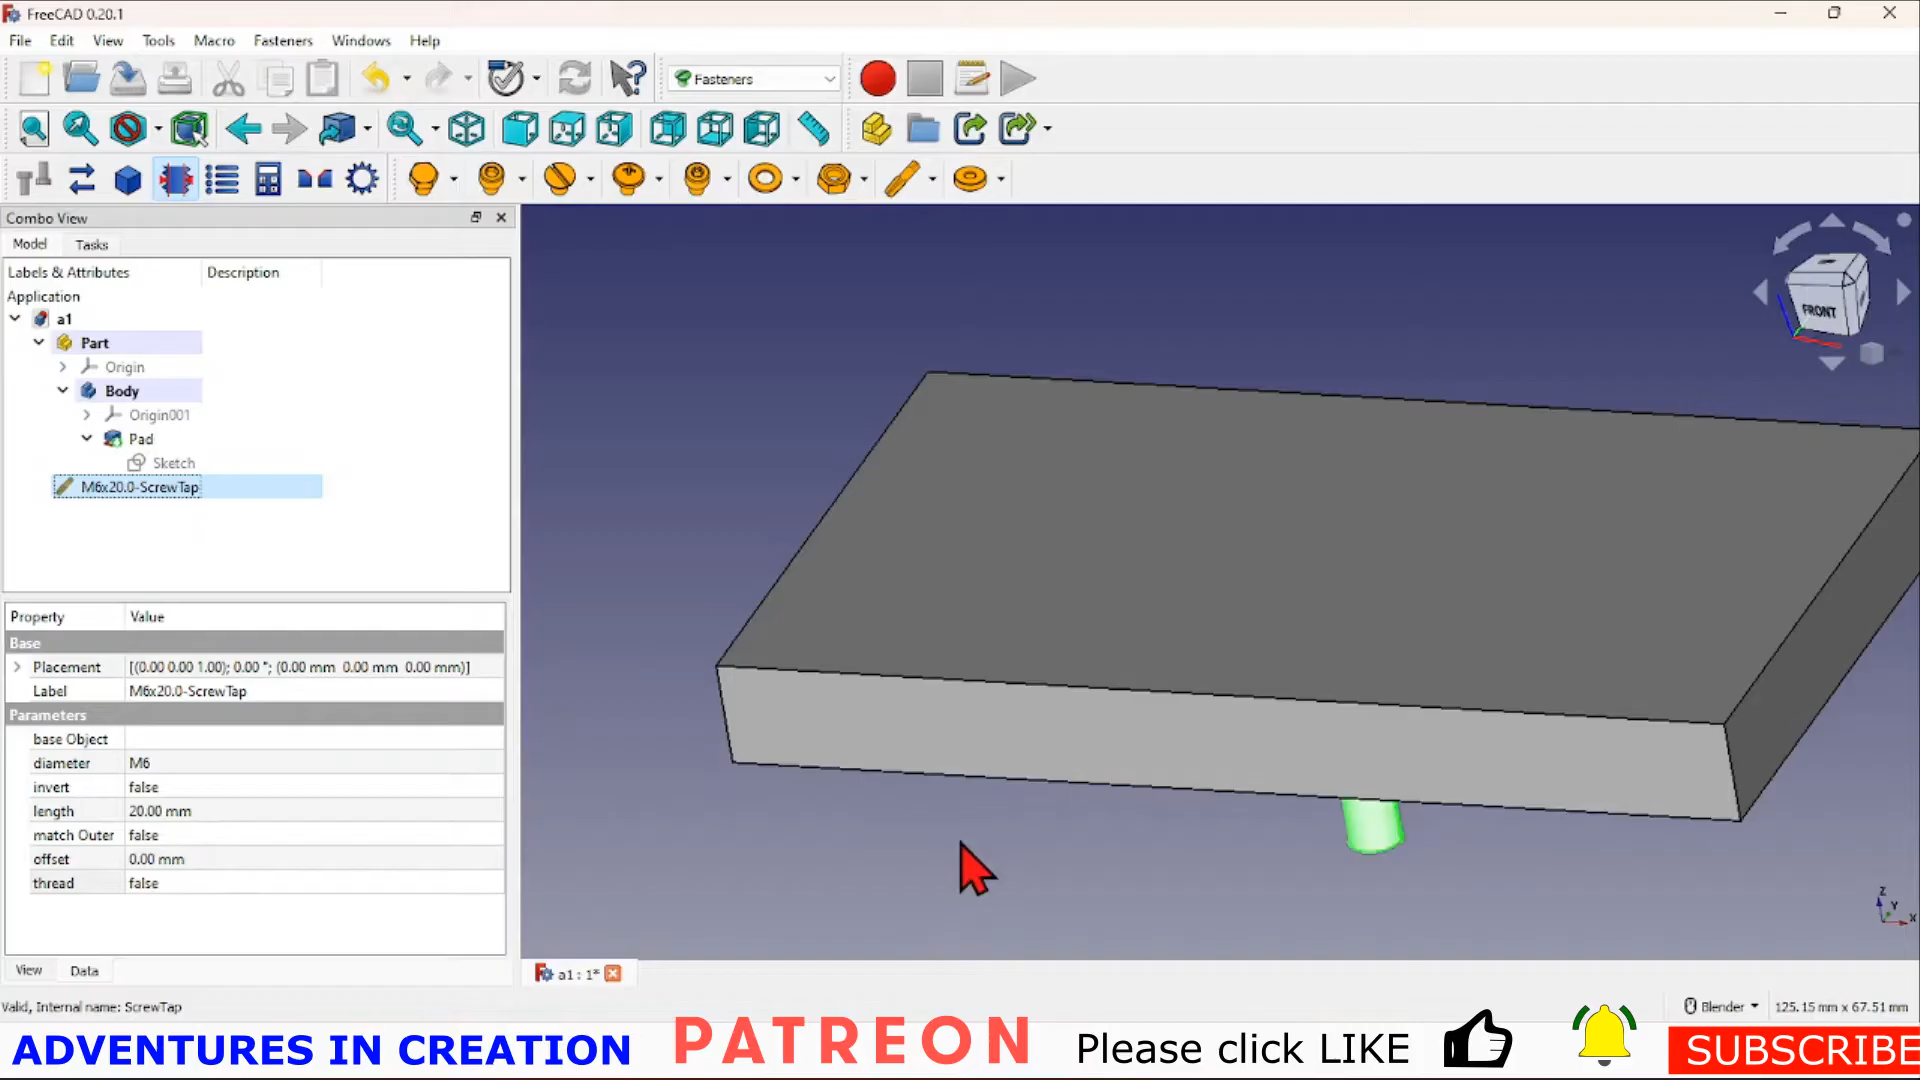 FreeCAD 0.20.1
File Edit View Tools Macro Fasteners Windows Help
Fasteners
Combo View
Model Tasks
Labels & Attributes Description
Application
a1
Part
Origin
Body
Origin001
Pad
Sketch
M6x20.0-ScrewTap
Property Value
Base
Placement [(0.00 0.00 1.00); 0.00 °; (0.00 mm 0.00 mm 0.00 mm)]
Label M6x20.0-ScrewTap
Parameters
base Object
diameter M6
invert false
length 20.00 mm
match Outer false
offset 0.00 mm
thread false
View Data
FRONT
Z
Y
X
a1 : 1*
Valid, Internal name: ScrewTap
Blender 125.15 mm x 67.51 mm
ADVENTURES IN CREATION PATREON Please click LIKE SUBSCRIBE